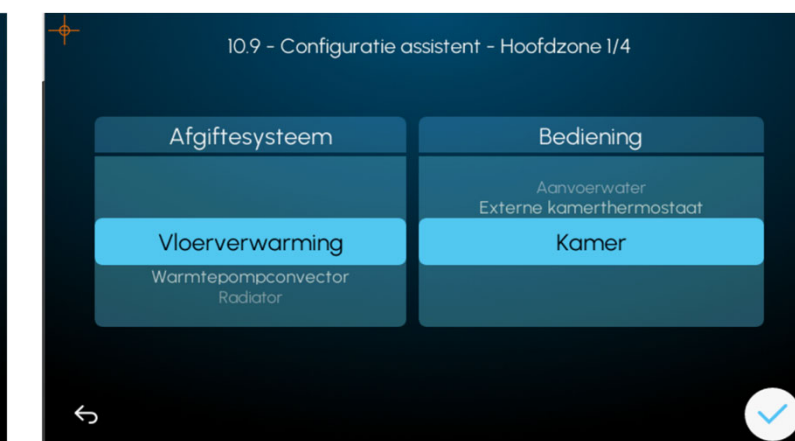 10.9 - Configuratie assistent - Hoofdzone 1/4
Afgiftesysteem
Vloerverwarming
Warmtepompconvector
Radiator
Bediening
Aanvoerwater
Externe kamerthermostaat
Kamer